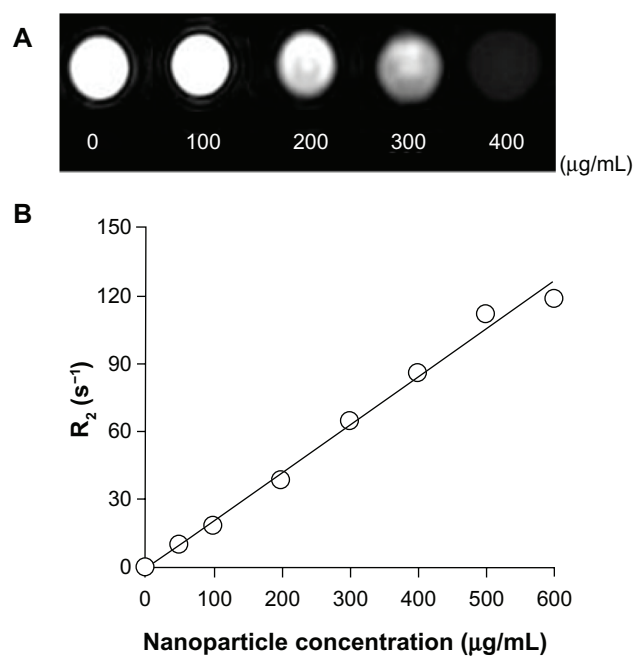 A
0 100 200 300 400
(μg/mL)
B
150
120
90
60
30
0
R₂ (s⁻¹)
0 100 200 300 400 500 600
Nanoparticle concentration (μg/mL)